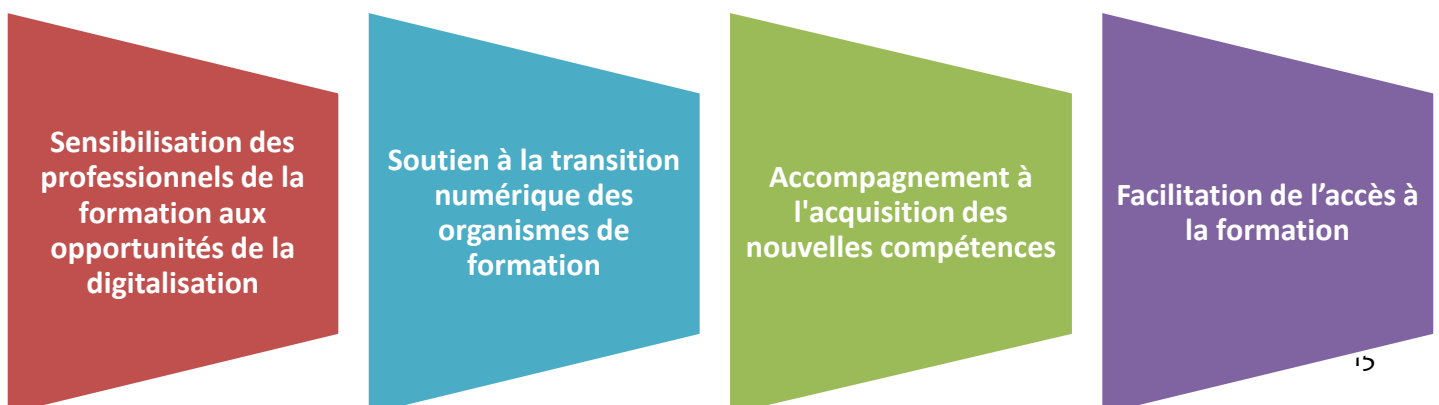 Sensibilisation des
professionnels de la
formation aux
opportunités de la
digitalisation
Soutien à la transition
numérique des
organismes de
formation
Accompagnement à
l'acquisition des
nouvelles compétences
Facilitation de l’accès à
la formation
15